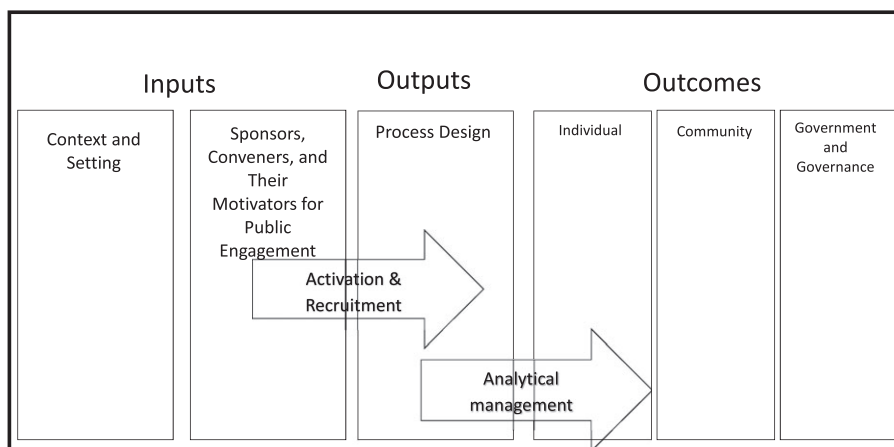 Inputs
Outputs
Outcomes
Context and
Setting
Sponsors,
Conveners, and
Their
Motivators for
Public
Engagement
Process Design
Individual
Community
Government
and
Governance
Activation &
Recruitment
Analytical
management